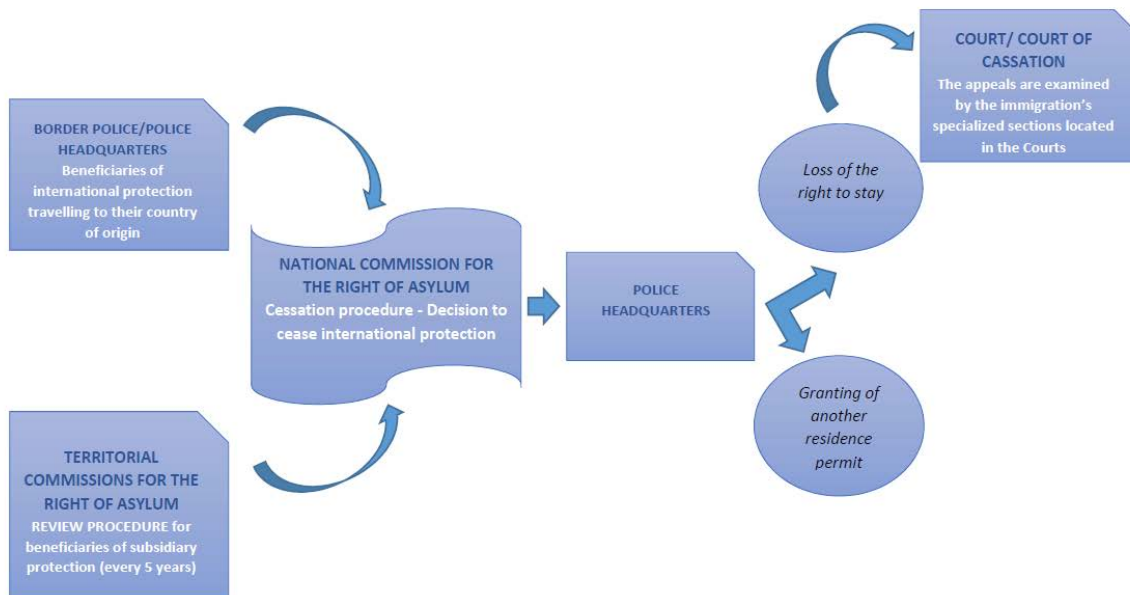 BORDER POLICE/POLICE
HEADQUARTERS
Beneficiaries of
international protection
travelling to their country
of origin
TERRITORIAL
COMMISSIONS FOR THE
RIGHT OF ASYLUM
REVIEW PROCEDURE for
beneficiaries of subsidiary
protection (every 5 years)
NATIONAL COMMISSION FOR
THE RIGHT OF ASYLUM
Cessation procedure - Decision to
cease international protection
POLICE
HEADQUARTERS
Loss of the
right to stay
Granting of
another
residence
permit
COURT/ COURT OF
CASSATION
The appeals are examined
by the immigration’s
specialized sections located
in the Courts